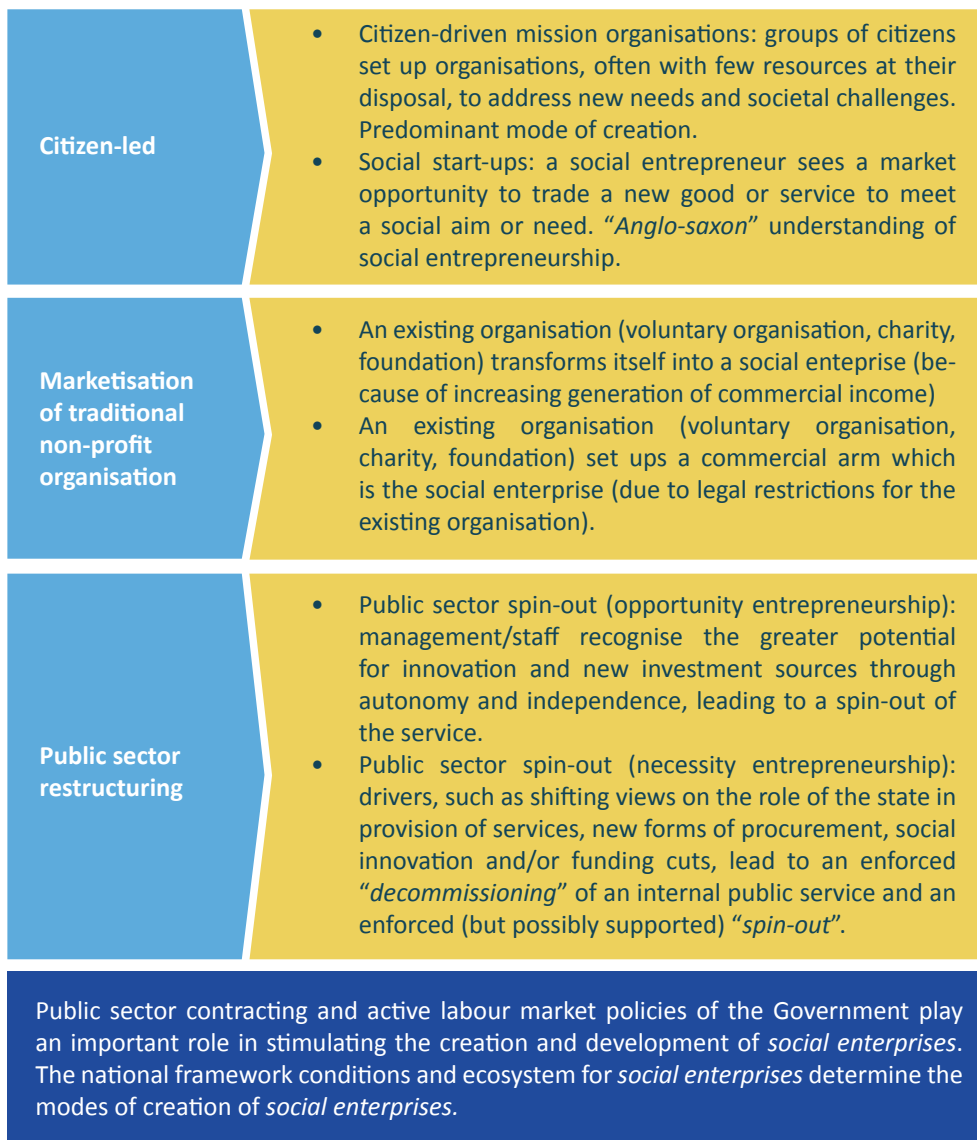 Citizen-led
• Citizen-driven mission organisations: groups of citizens
set up organisations, often with few resources at their
disposal, to address new needs and societal challenges.
Predominant mode of creation.
• Social start-ups: a social entrepreneur sees a market
opportunity to trade a new good or service to meet
a social aim or need. “Anglo-saxon” understanding of
social entrepreneurship.
Marketisation
of traditional
non-profit
organisation
• An existing organisation (voluntary organisation, charity,
foundation) transforms itself into a social enteprise (be-
cause of increasing generation of commercial income)
• An existing organisation (voluntary organisation,
charity, foundation) set ups a commercial arm which
is the social enterprise (due to legal restrictions for the
existing organisation).
Public sector
restructuring
• Public sector spin-out (opportunity entrepreneurship):
management/staff recognise the greater potential
for innovation and new investment sources through
autonomy and independence, leading to a spin-out of
the service.
• Public sector spin-out (necessity entrepreneurship):
drivers, such as shifting views on the role of the state in
provision of services, new forms of procurement, social
innovation and/or funding cuts, lead to an enforced
“decommissioning” of an internal public service and an
enforced (but possibly supported) “spin-out”.
Public sector contracting and active labour market policies of the Government play
an important role in stimulating the creation and development of social enterprises.
The national framework conditions and ecosystem for social enterprises determine the
modes of creation of social enterprises.